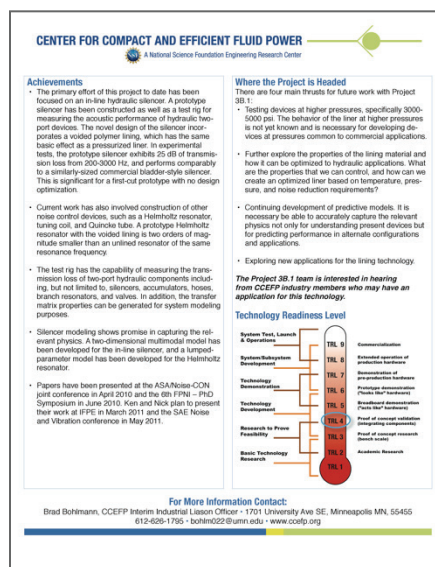 CENTER FOR COMPACT AND EFFICIENT FLUID POWER
A National Science Foundation Engineering Research Center
Achievements
• The primary effort of this project to date has been
focused on an in-line hydraulic silencer. A prototype
silencer has been constructed as well as a test rig for
measuring the acoustic performance of hydraulic two-
port devices. The novel design of the silencer incor-
porates a voided polymer lining, which has the same
basic effect as a pressurized liner. In experimental
tests, the prototype silencer exhibits 25 dB of transmis-
sion loss from 200-3000 Hz, and performs comparably
to a similarly-sized commercial bladder-style silencer.
This is significant for a first-cut prototype with no design
optimization.
• Current work has also involved construction of other
noise control devices, such as a Helmholtz resonator,
tuning coil, and Quincke tube. A prototype Helmholtz
resonator with the voided lining is two orders of mag-
nitude smaller than an unlined resonator of the same
resonance frequency.
• The test rig has the capability of measuring the trans-
mission loss of two-port hydraulic components includ-
ing, but not limited to, silencers, accumulators, hoses,
branch resonators, and valves. In addition, the transfer
matrix properties can be generated for system modeling
purposes.
• Silencer modeling shows promise in capturing the rel-
evant physics. A two-dimensional multimodal model has
been developed for the in-line silencer, and a lumped-
parameter model has been developed for the Helmholtz
resonator.
• Papers have been presented at the ASA/Noise-CON
joint conference in April 2010 and the 6th FPNI – PhD
Symposium in June 2010. Ken and Nick plan to present
their work at IFPE in March 2011 and the SAE Noise
and Vibration conference in May 2011.
Where the Project is Headed
There are four main thrusts for future work with Project
3B.1:
• Testing devices at higher pressures, specifically 3000-
5000 psi. The behavior of the liner at higher pressures
is not yet known and is necessary for developing de-
vices at pressures common to commercial applications.
• Further explore the properties of the lining material and
how it can be optimized to hydraulic applications. What
are the properties that we can control, and how can we
create an optimized liner based on temperature, pres-
sure, and noise reduction requirements?
• Continuing development of predictive models. It is
necessary be able to accurately capture the relevant
physics not only for understanding present devices but
for predicting performance in alternate configurations
and applications.
• Exploring new applications for the lining technology.
The Project 3B.1 team is interested in hearing
from CCEFP industry members who may have an
application for this technology.
Technology Readiness Level
System Test, Launch
& Operations
System/Subsystem
Development
Technology
Demonstration
Technology
Development
Research to Prove
Feasibility
Basic Technology
Research
TRL 9
TRL 8
TRL 7
TRL 6
TRL 5
TRL 4
TRL 3
TRL 2
TRL 1
Commercialization
Extended operation of
production hardware
Demonstration of
pre-production hardware
Prototype demonstration
("looks like" hardware)
Breadboard demonstration
("acts like" hardware)
Proof of concept validation
(integrating components)
Proof of concept research
(bench scale)
Academic Research
For More Information Contact:
Brad Bohlmann, CCEFP Interim Industrial Liason Officer • 1701 University Ave SE, Minneapolis MN, 55455
612-626-1795 • bohlm022@umn.edu • www.ccefp.org